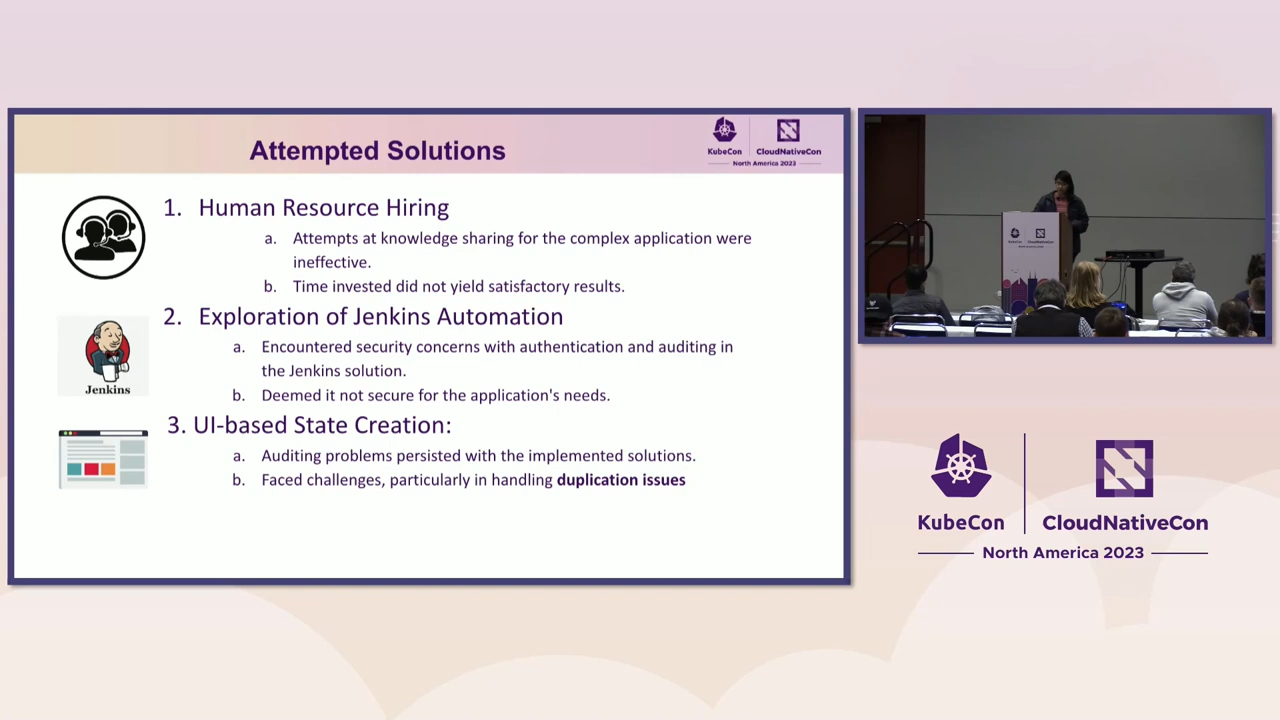 Attempted Solutions
KubeCon
CloudNativeCon
North America 2023
1. Human Resource Hiring
a. Attempts at knowledge sharing for the complex application were
ineffective.
b. Time invested did not yield satisfactory results.
2. Exploration of Jenkins Automation
a. Encountered security concerns with authentication and auditing in
the Jenkins solution.
b. Deemed it not secure for the application's needs.
Jenkins
3. UI-based State Creation:
a. Auditing problems persisted with the implemented solutions.
b. Faced challenges, particularly in handling duplication issues
KubeCon
CloudNativeCon
North America 2023